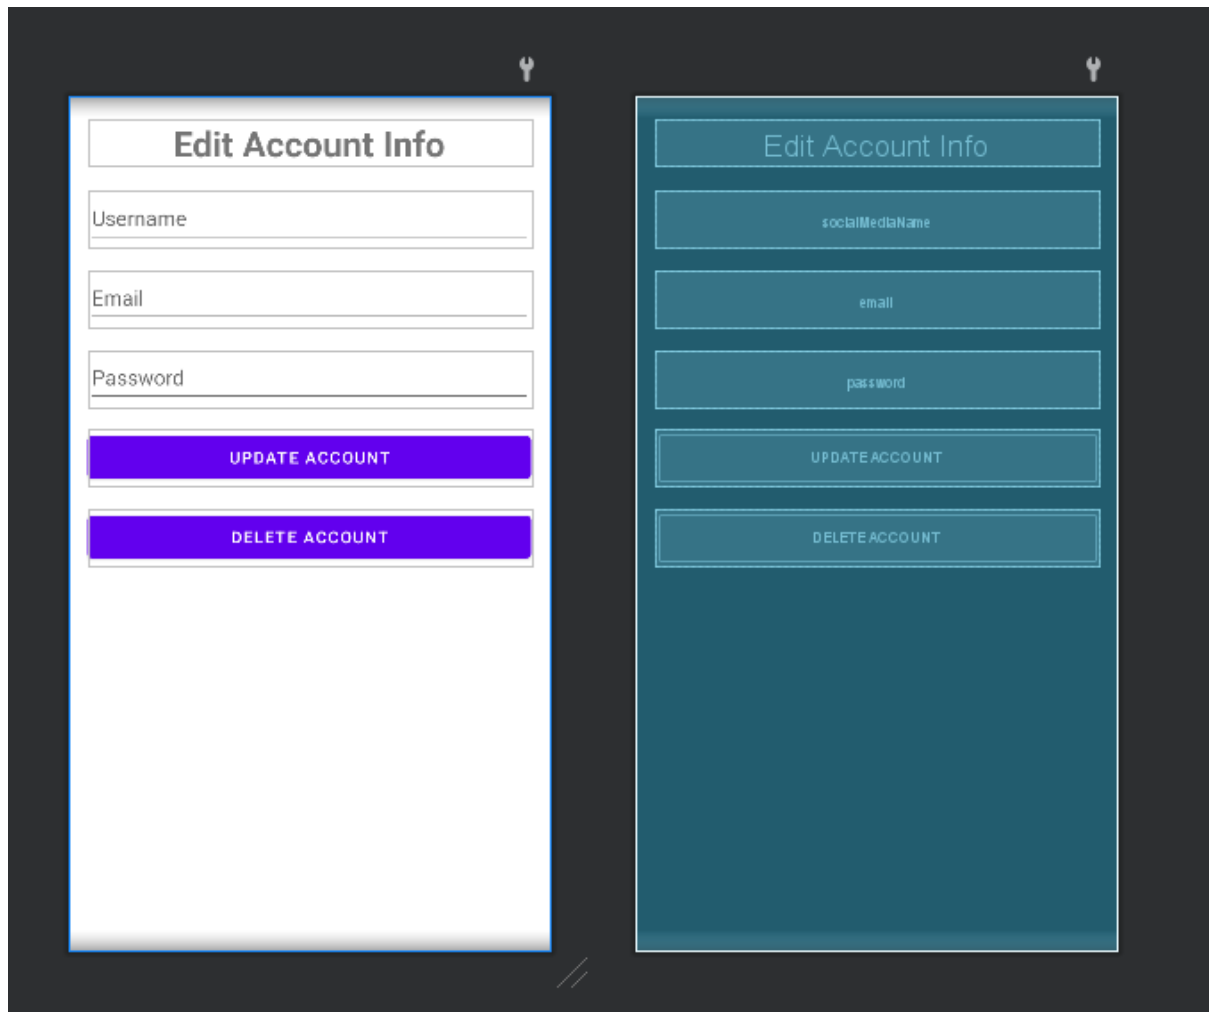 Edit Account Info
Username
Email
Password
UPDATE ACCOUNT
DELETE ACCOUNT
Edit Account Info
socialMediaName
email
password
UPDATE ACCOUNT
DELETE ACCOUNT